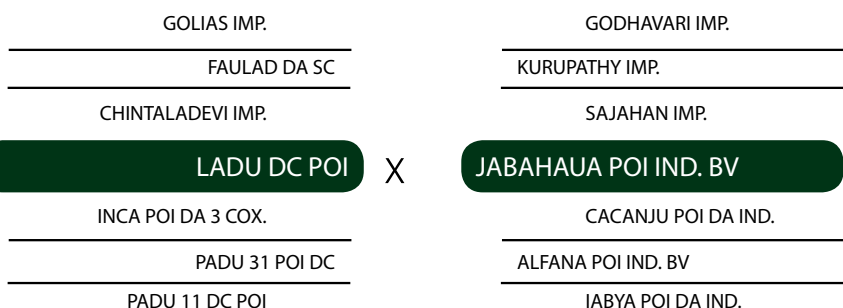 GOLIAS IMP.
FAULAD DA SC
CHINTALADEVI IMP.
LADU DC POI
INCA POI DA 3 COX.
PADU 31 POI DC
PADU 11 DC POI
X
GODHAVARI IMP.
KURUPATHY IMP.
SAJAHAN IMP.
JABAHAUA POI IND. BV
CACANJU POI DA IND.
ALFANA POI IND. BV
JABYA POI DA IND.